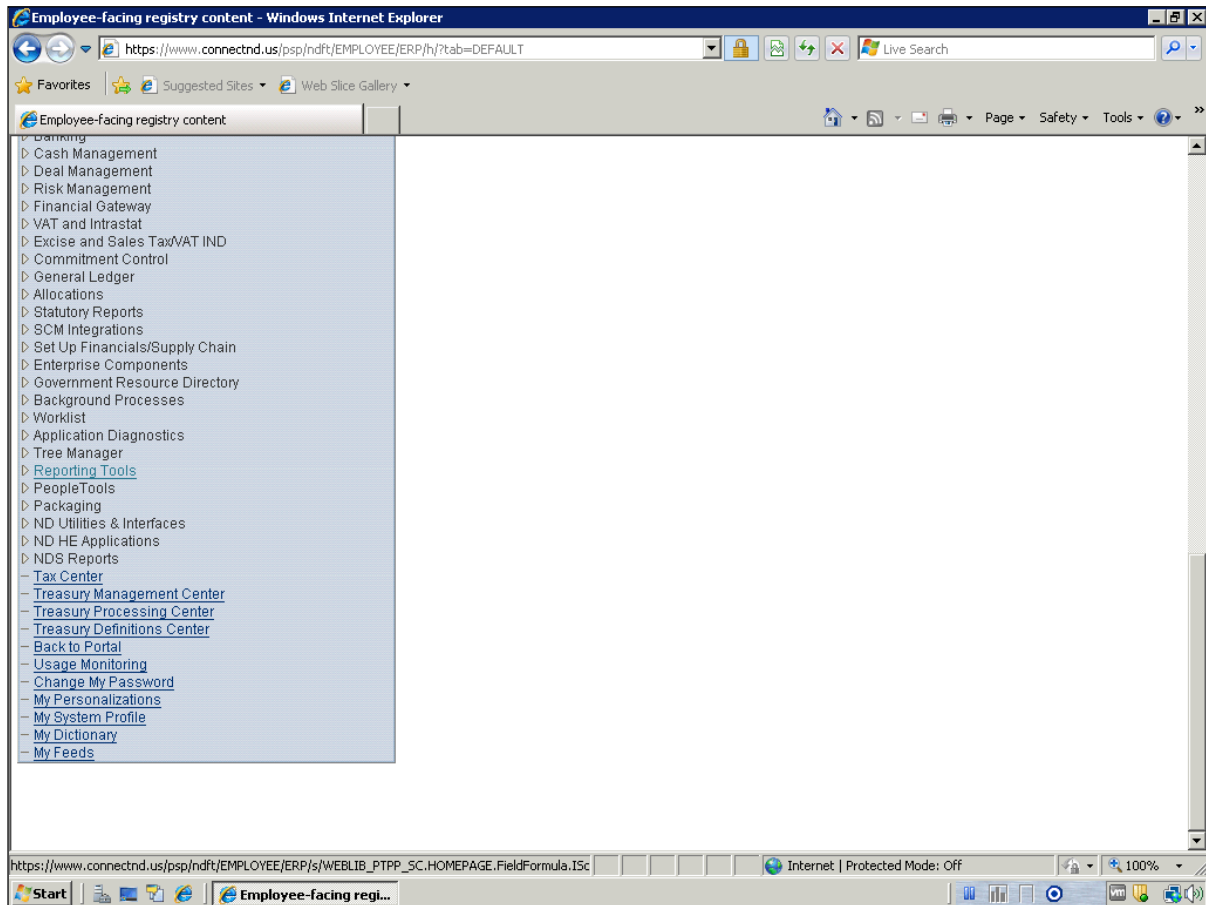 Employee-facing registry content - Windows Internet Explorer
https://www.connectnd.us/psp/ndft/EMPLOYEE/ERP/h/?tab=DEFAULT
Live Search
Favorites
Suggested Sites
Web Slice Gallery
Employee-facing registry content
Page
Safety
Tools
Banking
Cash Management
Deal Management
Risk Management
Financial Gateway
VAT and Intrastat
Excise and Sales Tax/VAT IND
Commitment Control
General Ledger
Allocations
Statutory Reports
SCM Integrations
Set Up Financials/Supply Chain
Enterprise Components
Government Resource Directory
Background Processes
Worklist
Application Diagnostics
Tree Manager
Reporting Tools
PeopleTools
Packaging
ND Utilities & Interfaces
ND HE Applications
NDS Reports
Tax Center
Treasury Management Center
Treasury Processing Center
Treasury Definitions Center
Back to Portal
Usage Monitoring
Change My Password
My Personalizations
My System Profile
My Dictionary
My Feeds
https://www.connectnd.us/psp/ndft/EMPLOYEE/ERP/s/WEBLIB_PTPP_SC.HOMEPAGE.FieldFormula.ISc
Internet | Protected Mode: Off
100%
Start
Employee-facing regi...
vm